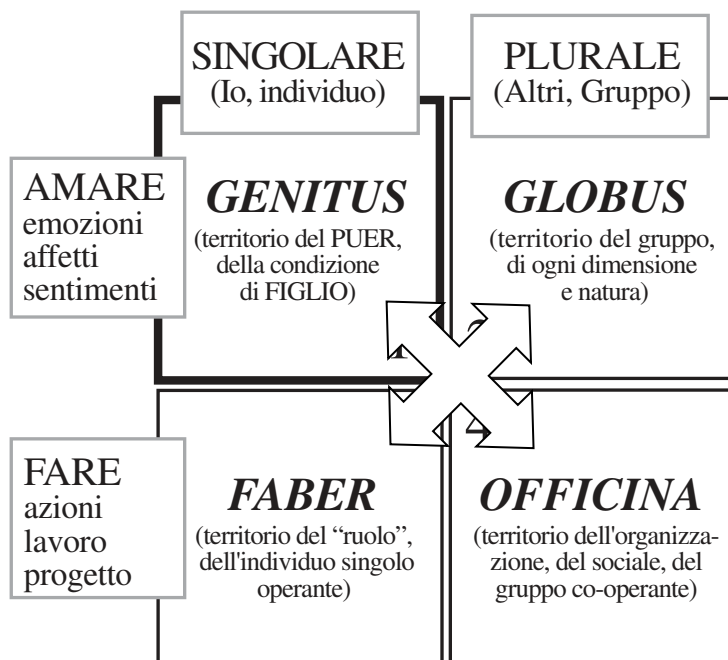 SINGOLARE
(Io, individuo)
PLURALE
(Altri, Gruppo)
AMARE
emozioni
affetti
sentimenti
GENITUS
(territorio del PUER,
della condizione
di FIGLIO)
GLOBUS
(territorio del gruppo,
di ogni dimensione
e natura)
FARE
azioni
lavoro
progetto
FABER
(territorio del “ruolo”,
dell'individuo singolo
operante)
OFFICINA
(territorio dell'organizza-
zione, del sociale, del
gruppo co-operante)